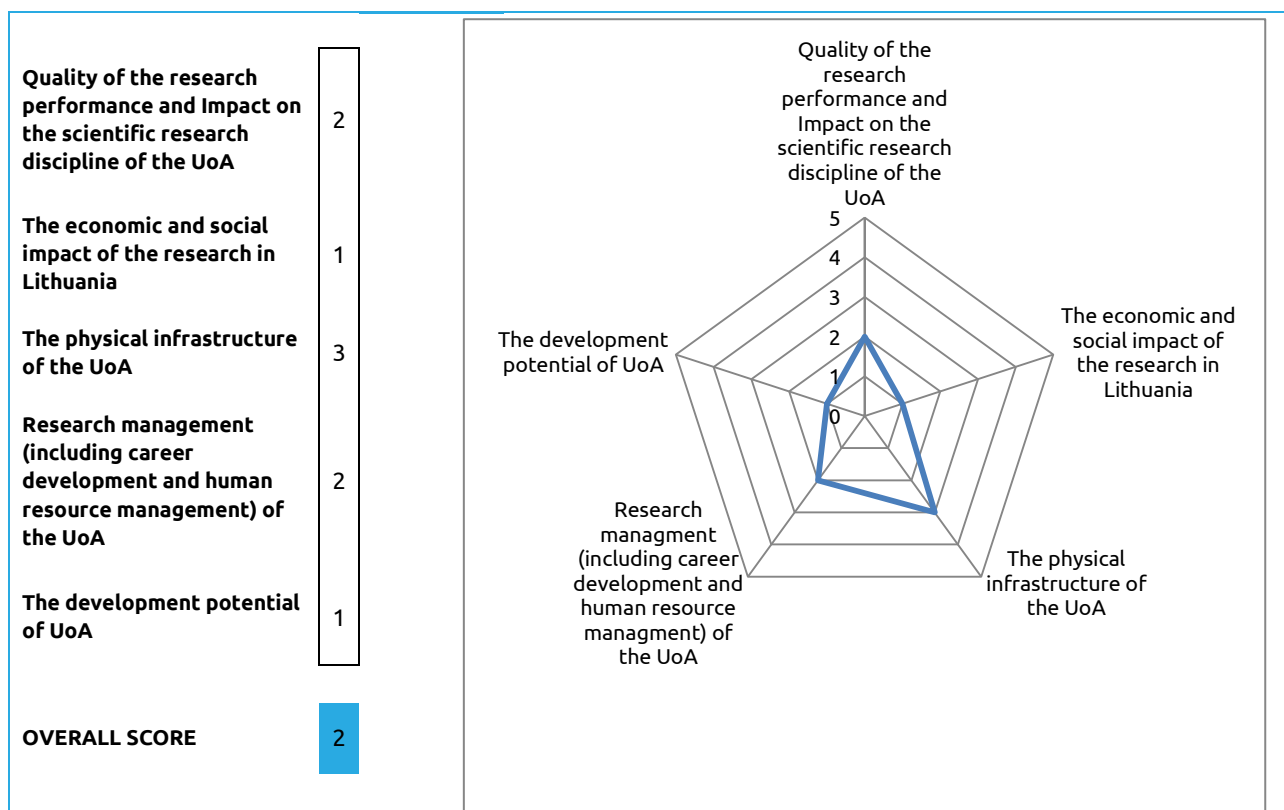 Quality of the research
performance and Impact on
the scientific research
discipline of the UoA
2
The economic and social
impact of the research in
Lithuania
1
The physical infrastructure
of the UoA
3
Research management
(including career
development and human
resource management) of
the UoA
2
The development potential
of UoA
1
OVERALL SCORE
2
Quality of the
research
performance and
Impact on the
scientific research
discipline of the
UoA
5
4
3
2
1
0
The economic and
social impact of
the research in
Lithuania
The physical
infrastructure of
the UoA
Research
managment
(including career
development and
human resource
managment) of
the UoA
The development
potential of UoA